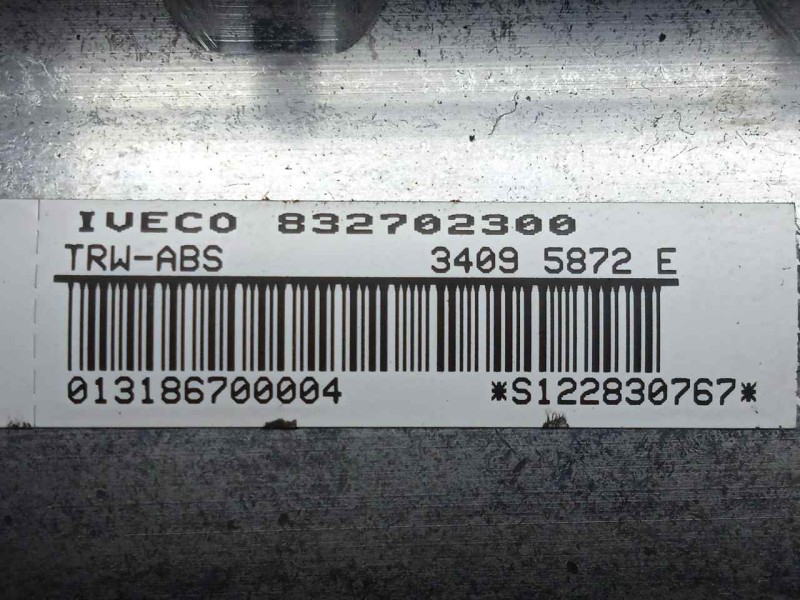 IVECO 832702300
TRW-ABS 3409 5872 E
013186700004 *S122830767*